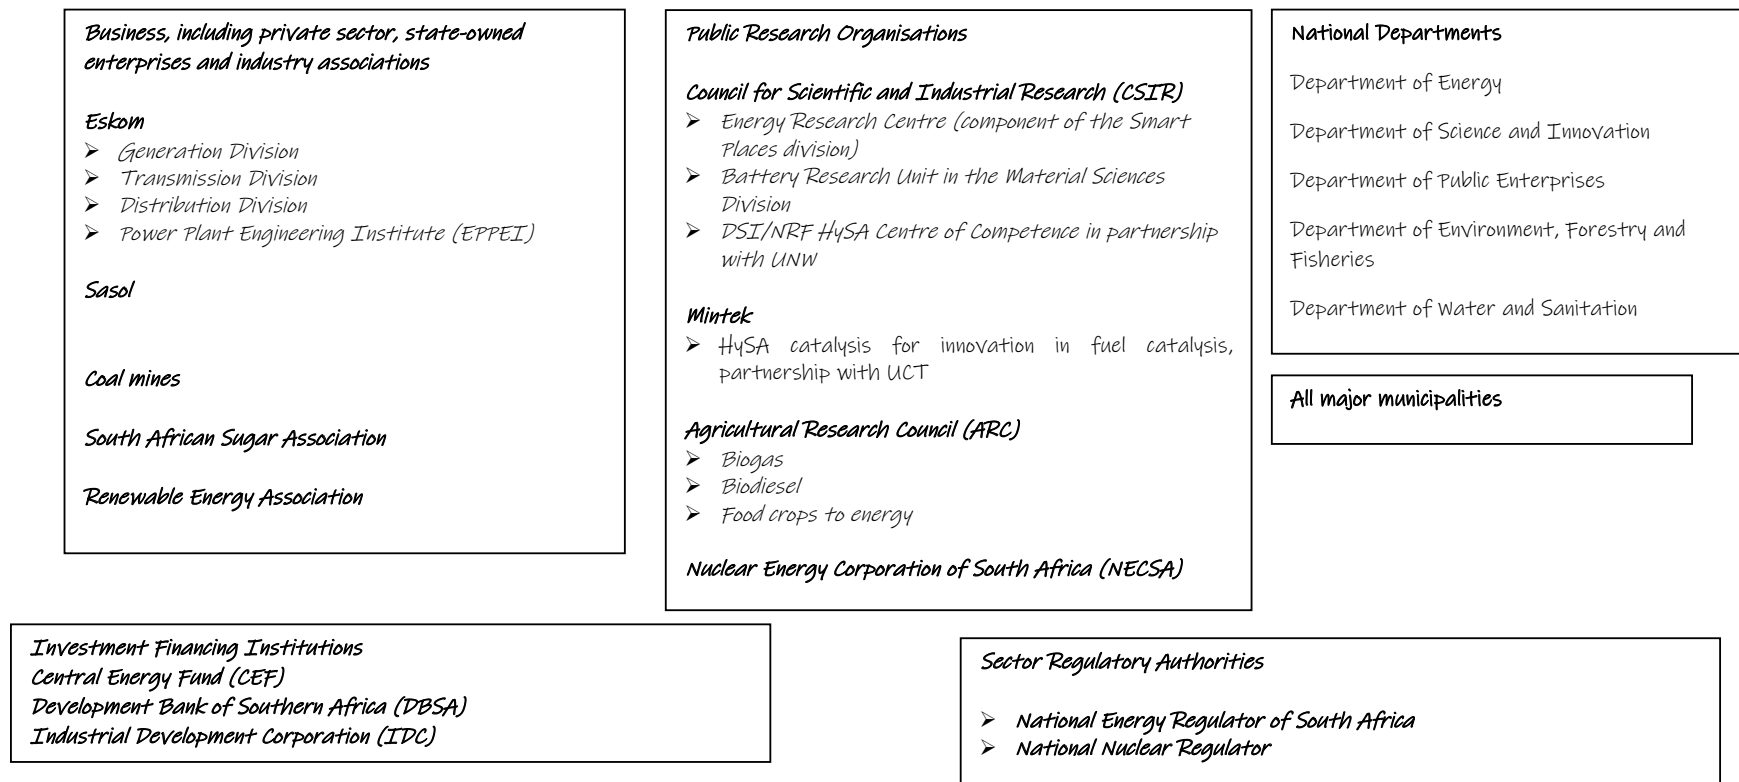 Business, including private sector, state-owned
enterprises and industry associations
Eskom
➢ Generation Division
➢ Transmission Division
➢ Distribution Division
➢ Power Plant Engineering Institute (EPPEI)
Sasol
Coal mines
South African Sugar Association
Renewable Energy Association
Public Research Organisations
Council for Scientific and Industrial Research (CSIR)
➢ Energy Research Centre (component of the Smart
Places division)
➢ Battery Research Unit in the Material Sciences
Division
➢ DSI/NRF HySA Centre of Competence in partnership
with UNW
Mintek
➢ HySA catalysis for innovation in fuel catalysis,
partnership with UCT
Agricultural Research Council (ARC)
➢ Biogas
➢ Biodiesel
➢ Food crops to energy
Nuclear Energy Corporation of South Africa (NECSA)
National Departments
Department of Energy
Department of Science and Innovation
Department of Public Enterprises
Department of Environment, Forestry and
Fisheries
Department of Water and Sanitation
All major municipalities
Investment Financing Institutions
Central Energy Fund (CEF)
Development Bank of Southern Africa (DBSA)
Industrial Development Corporation (IDC)
Sector Regulatory Authorities
➢ National Energy Regulator of South Africa
➢ National Nuclear Regulator